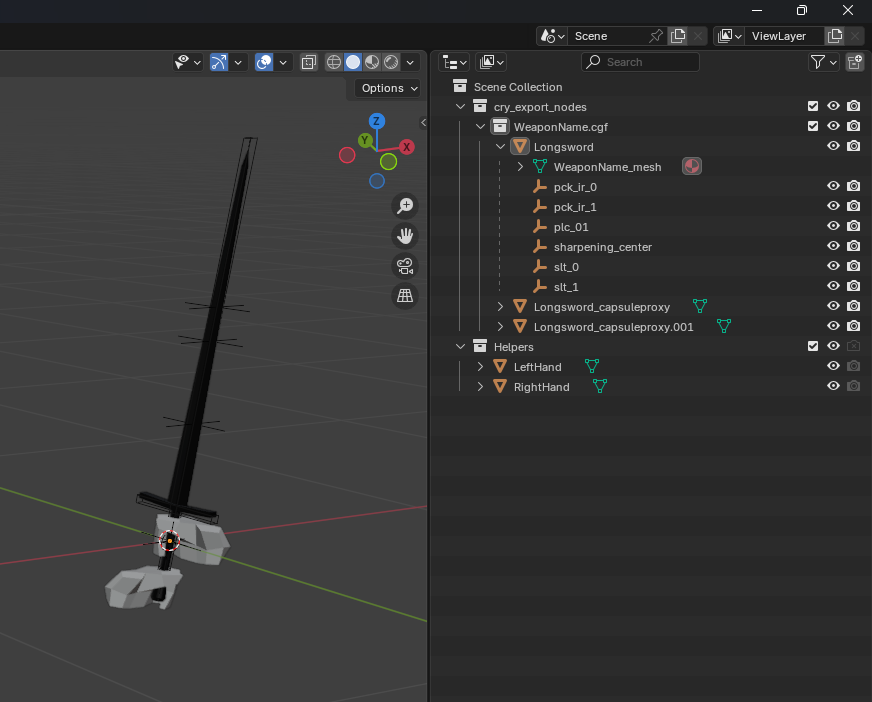 Scene
ViewLayer
Search
Options
Z
Y
X
Scene Collection
cry_export_nodes
WeaponName.cgf
Longsword
WeaponName_mesh
pck_ir_0
pck_ir_1
plc_01
sharpening_center
slt_0
slt_1
Longsword_capsuleproxy
Longsword_capsuleproxy.001
Helpers
LeftHand
RightHand